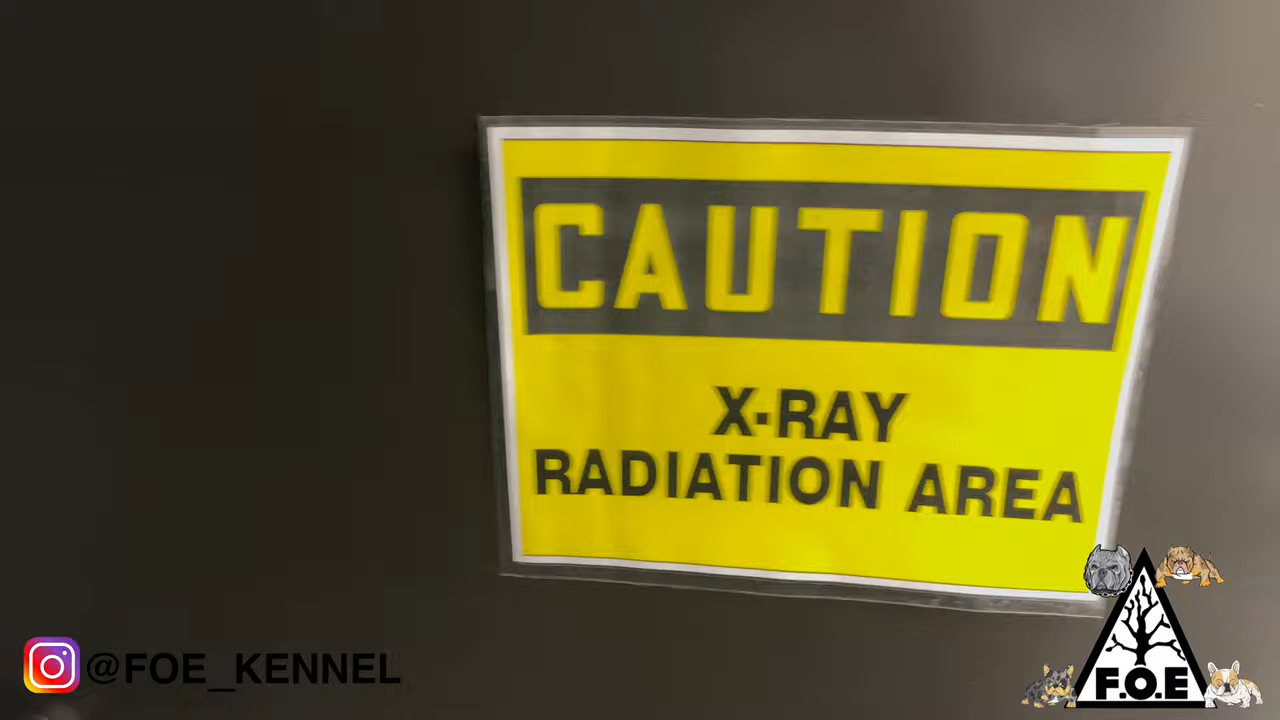 CAUTION
X-RAY
RADIATION AREA
@FOE_KENNEL
F.O.E